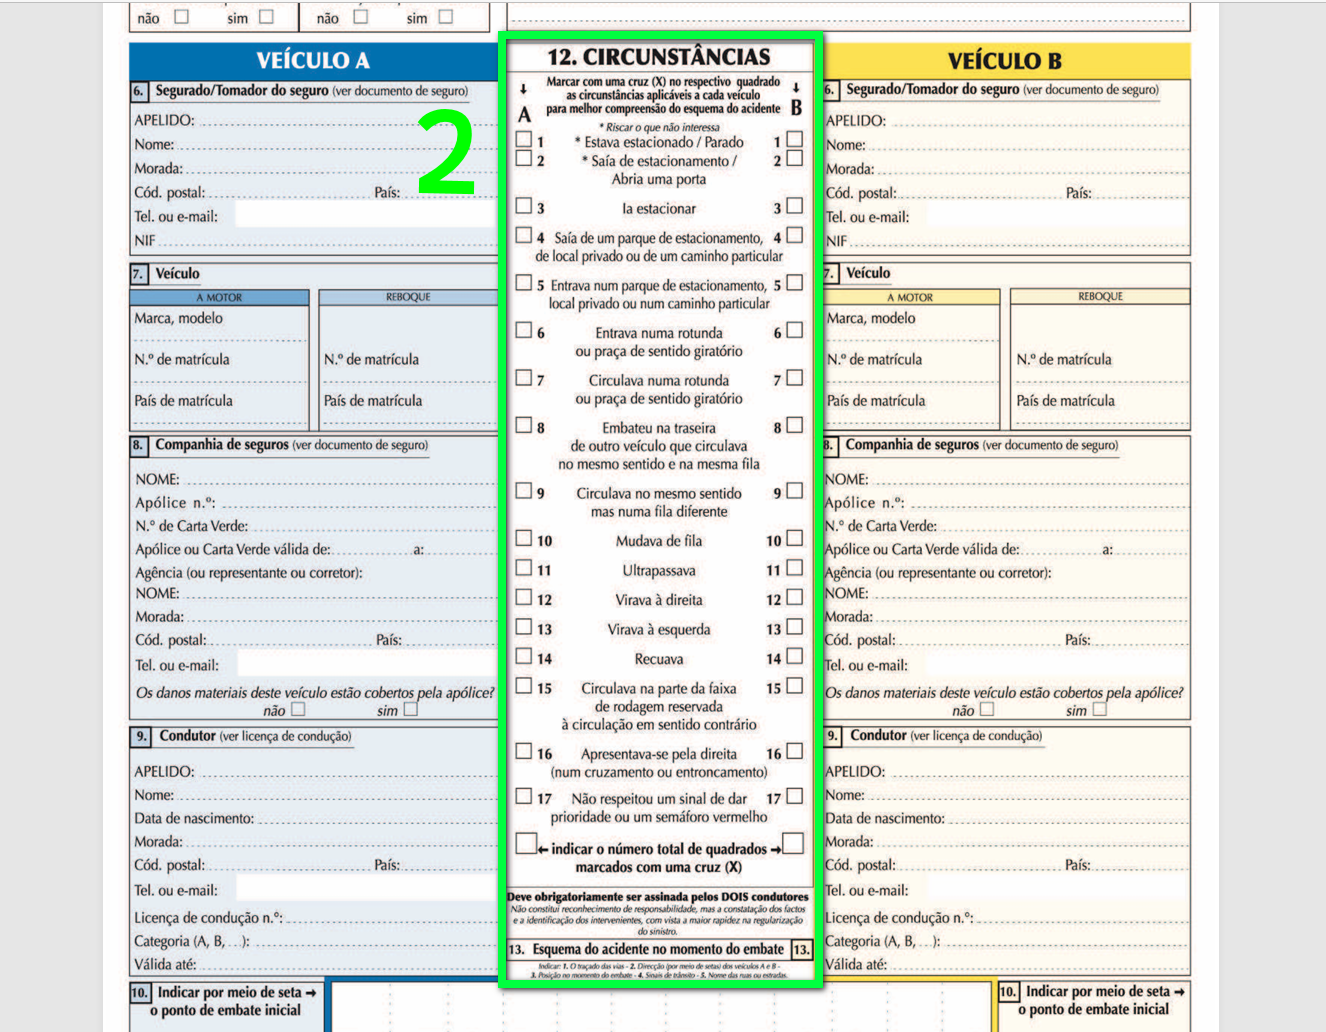 não sim não sim
VEÍCULO A
6. Segurado/Tomador do seguro (ver documento de seguro)
APELIDO:
Nome:
Morada:
Cód. postal: País:
Tel. ou e-mail:
NIF
2
7. Veículo
A MOTOR REBOQUE
Marca, modelo
N.º de matrícula N.º de matrícula
País de matrícula País de matrícula
8. Companhia de seguros (ver documento de seguro)
NOME:
Apólice n.º:
N.º de Carta Verde:
Apólice ou Carta Verde válida de: a:
Agência (ou representante ou corretor):
NOME:
Morada:
Cód. postal: País:
Tel. ou e-mail:
Os danos materiais deste veículo estão cobertos pela apólice?
não sim
9. Condutor (ver licença de condução)
APELIDO:
Nome:
Data de nascimento:
Morada:
Cód. postal: País:
Tel. ou e-mail:
Licença de condução n.º:
Categoria (A, B, ..):
Válida até:
10. Indicar por meio de seta →
o ponto de embate inicial
12. CIRCUNSTÂNCIAS
Marcar com uma cruz (X) no respectivo quadrado
↓ as circunstâncias aplicáveis a cada veículo ↓
A para melhor compreensão do esquema do acidente B
* Riscar o que não interessa
1 * Estava estacionado / Parado 1
2 * Saía de estacionamento / 2
Abria uma porta
3 Ia estacionar 3
4 Saía de um parque de estacionamento, 4
de local privado ou de um caminho particular
5 Entrava num parque de estacionamento, 5
local privado ou num caminho particular
6 Entrava numa rotunda 6
ou praça de sentido giratório
7 Circulava numa rotunda 7
ou praça de sentido giratório
8 Embateu na traseira 8
de outro veículo que circulava
no mesmo sentido e na mesma fila
9 Circulava no mesmo sentido 9
mas numa fila diferente
10 Mudava de fila 10
11 Ultrapassava 11
12 Virava à direita 12
13 Virava à esquerda 13
14 Recuava 14
15 Circulava na parte da faixa 15
de rodagem reservada
à circulação em sentido contrário
16 Apresentava-se pela direita 16
(num cruzamento ou entroncamento)
17 Não respeitou um sinal de dar 17
prioridade ou um semáforo vermelho
← indicar o número total de quadrados →
marcados com uma cruz (X)
Deve obrigatoriamente ser assinada pelos DOIS condutores
Não constitui reconhecimento de responsabilidade, mas a constatação dos factos
e a identificação dos intervenientes, com vista a maior rapidez na regularização
do sinistro.
13. Esquema do acidente no momento do embate 13.
Indicar: 1. O traçado das vias - 2. Direcção (por meio de setas) dos veículos A e B -
3. Posição no momento do embate - 4. Sinais de trânsito - 5. Nome das ruas ou estradas.
VEÍCULO B
6. Segurado/Tomador do seguro (ver documento de seguro)
APELIDO:
Nome:
Morada:
Cód. postal: País:
Tel. ou e-mail:
NIF
7. Veículo
A MOTOR REBOQUE
Marca, modelo
N.º de matrícula N.º de matrícula
País de matrícula País de matrícula
8. Companhia de seguros (ver documento de seguro)
NOME:
Apólice n.º:
N.º de Carta Verde:
Apólice ou Carta Verde válida de: a:
Agência (ou representante ou corretor):
NOME:
Morada:
Cód. postal: País:
Tel. ou e-mail:
Os danos materiais deste veículo estão cobertos pela apólice?
não sim
9. Condutor (ver licença de condução)
APELIDO:
Nome:
Data de nascimento:
Morada:
Cód. postal: País:
Tel. ou e-mail:
Licença de condução n.º:
Categoria (A, B, ..):
Válida até:
10. Indicar por meio de seta →
o ponto de embate inicial